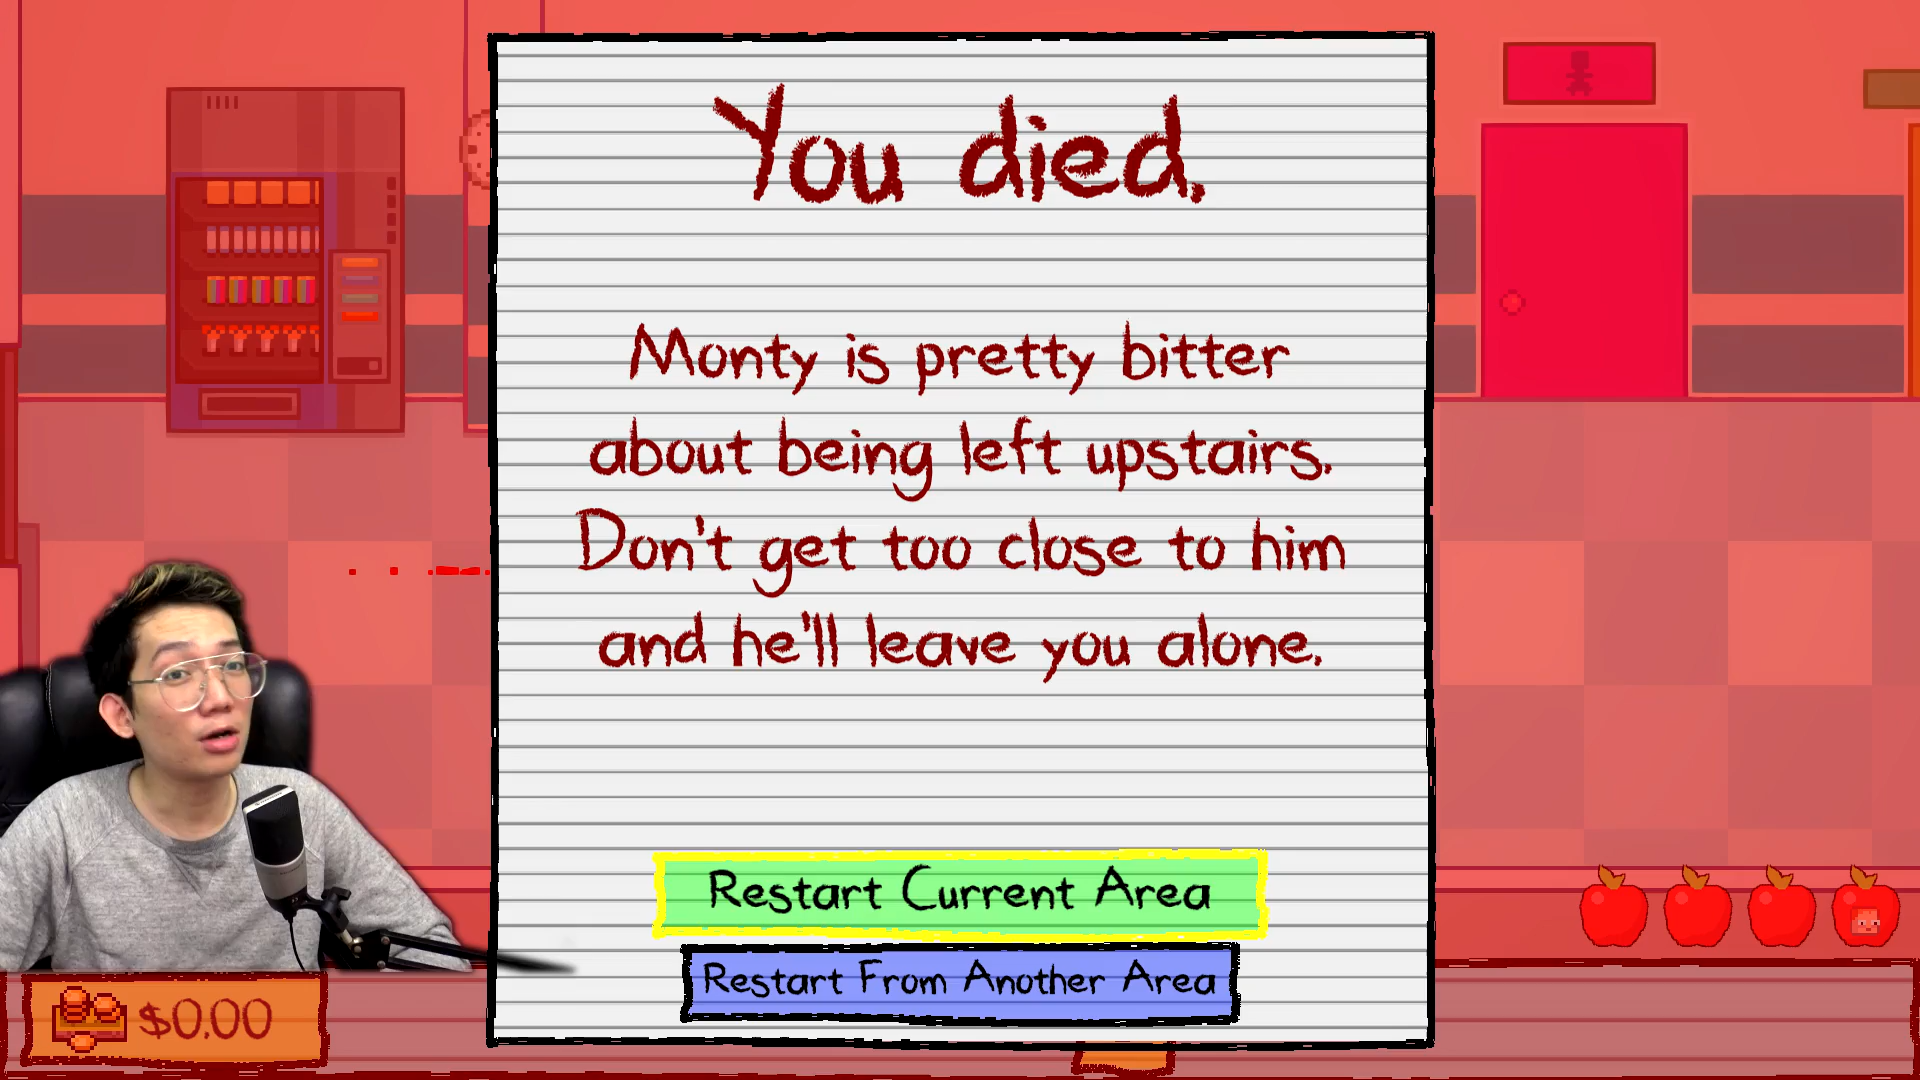 You died.
Monty is pretty bitter
about being left upstairs.
Don't get too close to him
and he'll leave you alone.
Restart Current Area
Restart From Another Area
$0.00